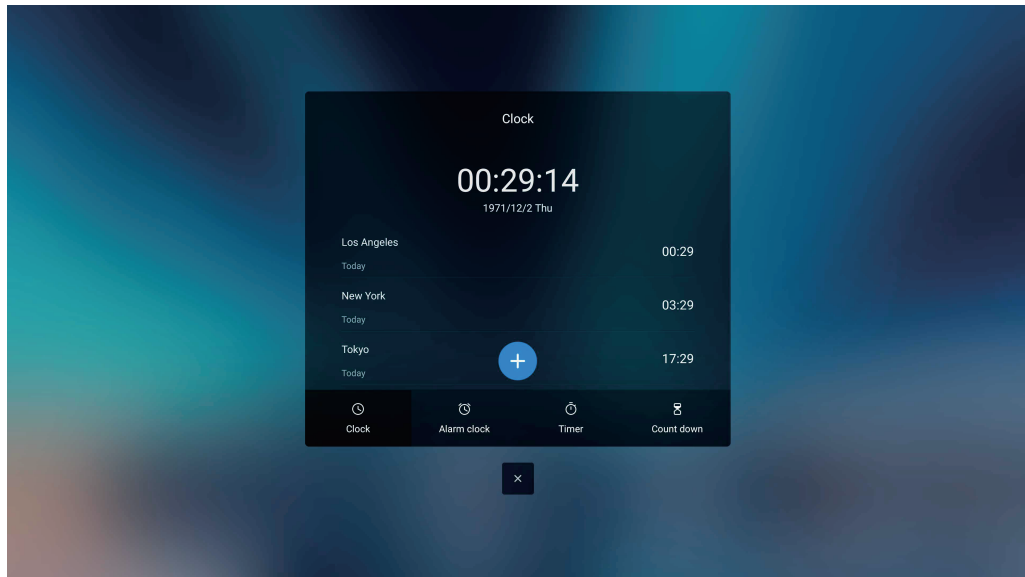 Clock
00:29:14
1971/12/2 Thu
Los Angeles
00:29
Today
New York
03:29
Today
Tokyo
17:29
Today
Clock
Alarm clock
Timer
Count down